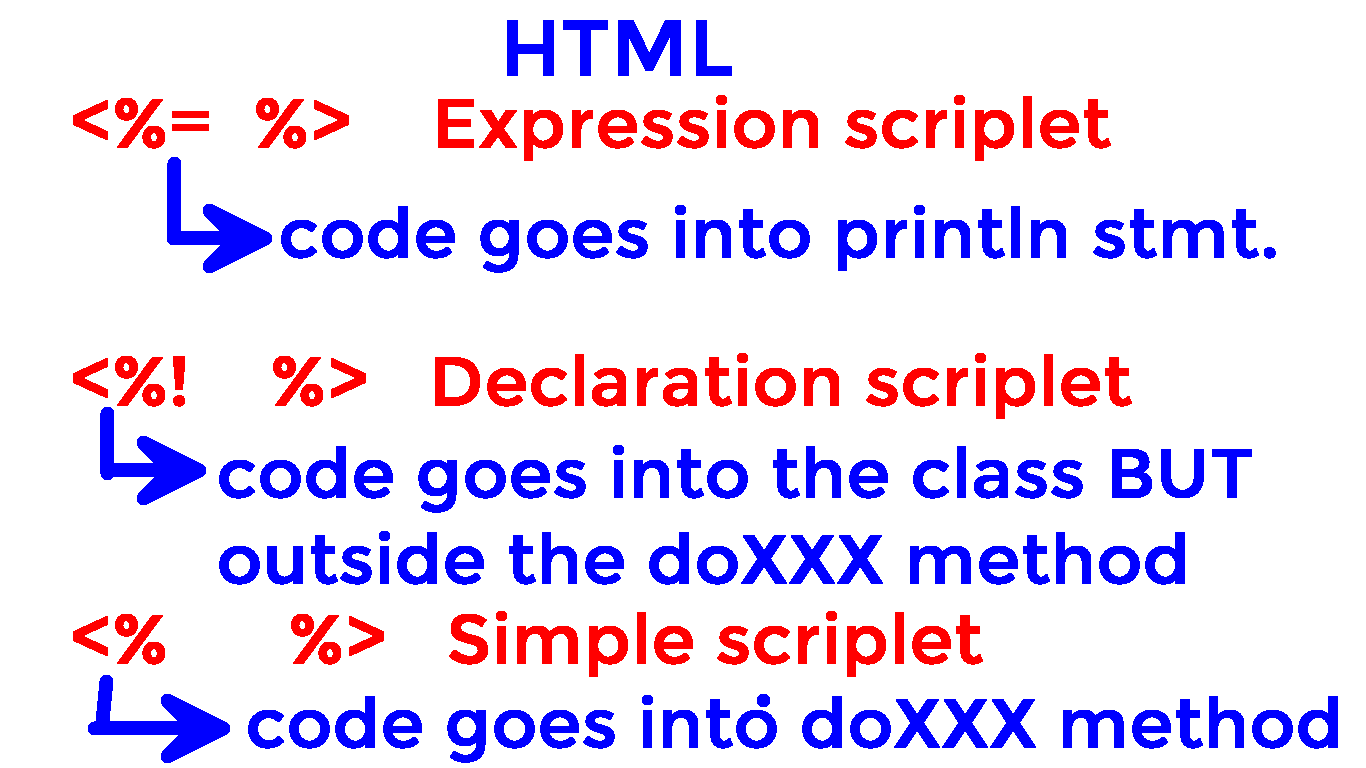 HTML
<%=  %>  Expression scriplet
code goes into println stmt.
<%!  %>  Declaration scriplet
code goes into the class BUT
outside the doXXX method
<%  %>  Simple scriplet
code goes into doXXX method